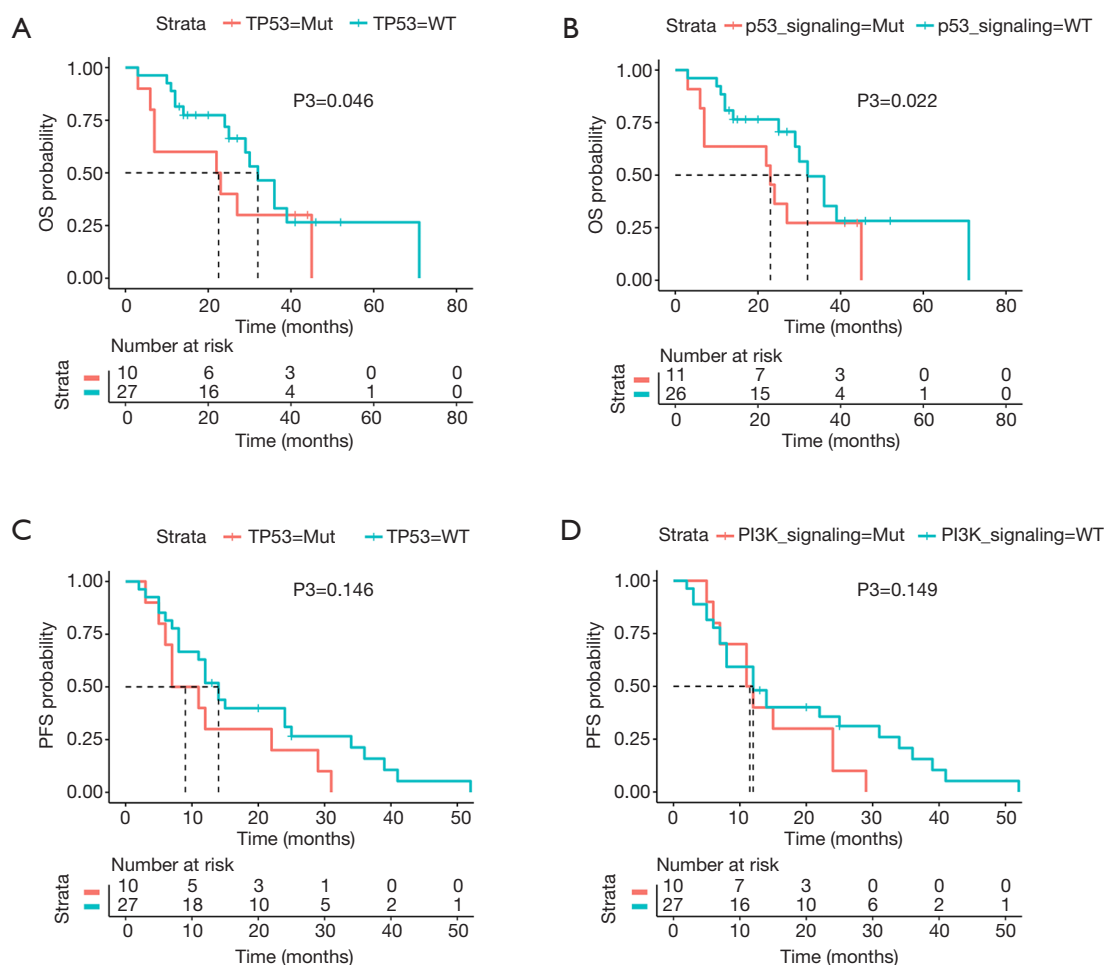 A
Strata TP53=Mut TP53=WT
P3=0.046
OS probability
1.00
0.75
0.50
0.25
0.00
0 20 40 60 80
Time (months)
Number at risk
Strata
10 6 3 0 0
27 16 4 1 0
0 20 40 60 80
Time (months)
B
Strata p53_signaling=Mut p53_signaling=WT
P3=0.022
OS probability
1.00
0.75
0.50
0.25
0.00
0 20 40 60 80
Time (months)
Number at risk
Strata
11 7 3 0 0
26 15 4 1 0
0 20 40 60 80
Time (months)
C
Strata TP53=Mut TP53=WT
P3=0.146
PFS probability
1.00
0.75
0.50
0.25
0.00
0 10 20 30 40 50
Time (months)
Number at risk
Strata
10 5 3 1 0 0
27 18 10 5 2 1
0 10 20 30 40 50
Time (months)
D
Strata PI3K_signaling=Mut PI3K_signaling=WT
P3=0.149
PFS probability
1.00
0.75
0.50
0.25
0.00
0 10 20 30 40 50
Time (months)
Number at risk
Strata
10 7 3 0 0 0
27 16 10 6 2 1
0 10 20 30 40 50
Time (months)